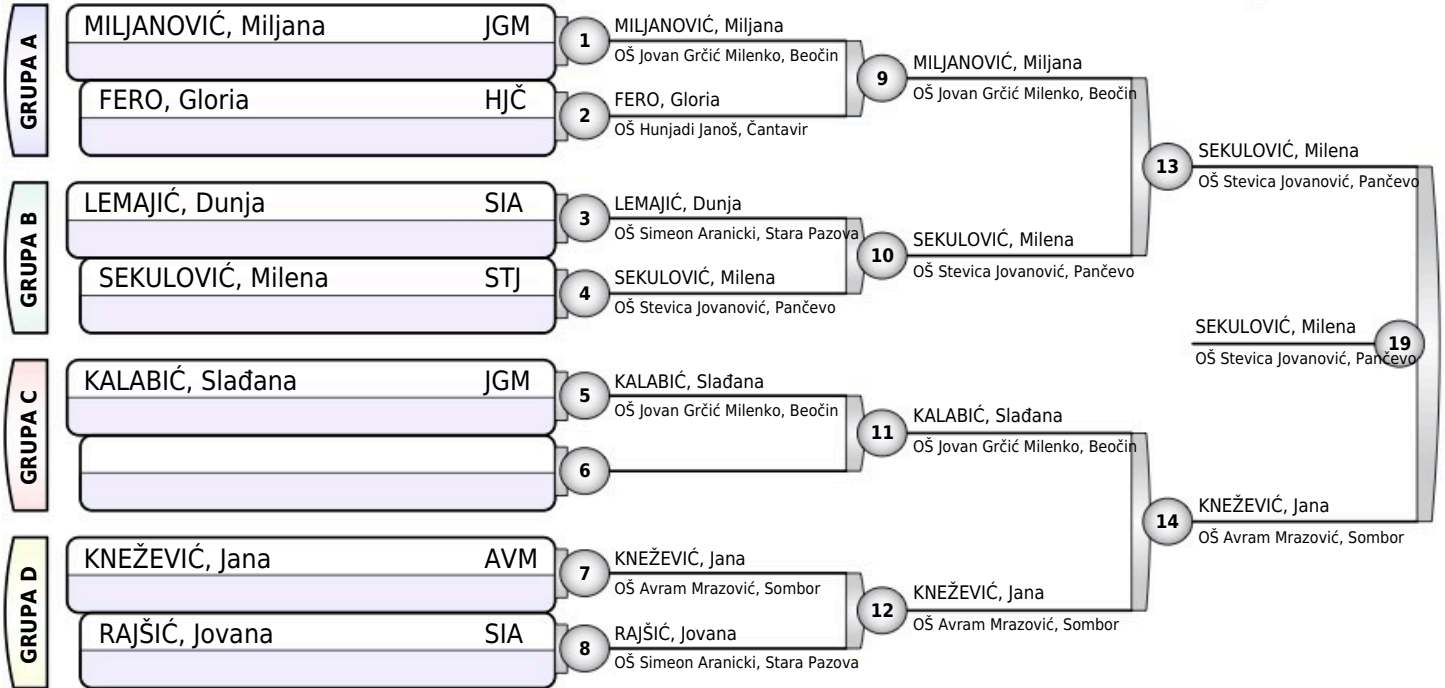 GRUPA A
MILJANOVIĆ, Miljana JGM
FERO, Gloria HJČ
GRUPA B
LEMAJIĆ, Dunja SIA
SEKULOVIĆ, Milena STJ
GRUPA C
KALABIĆ, Slađana JGM
GRUPA D
KNEŽEVIĆ, Jana AVM
RAJŠIĆ, Jovana SIA
1
MILJANOVIĆ, Miljana
OŠ Jovan Grčić Milenko, Beočin
2
FERO, Gloria
OŠ Hunjadi Janoš, Čantavir
3
LEMAJIĆ, Dunja
OŠ Simeon Aranicki, Stara Pazova
4
SEKULOVIĆ, Milena
OŠ Stevica Jovanović, Pančevo
5
KALABIĆ, Slađana
OŠ Jovan Grčić Milenko, Beočin
6
7
KNEŽEVIĆ, Jana
OŠ Avram Mrazović, Sombor
8
RAJŠIĆ, Jovana
OŠ Simeon Aranicki, Stara Pazova
9
MILJANOVIĆ, Miljana
OŠ Jovan Grčić Milenko, Beočin
10
SEKULOVIĆ, Milena
OŠ Stevica Jovanović, Pančevo
11
KALABIĆ, Slađana
OŠ Jovan Grčić Milenko, Beočin
12
KNEŽEVIĆ, Jana
OŠ Avram Mrazović, Sombor
13
SEKULOVIĆ, Milena
OŠ Stevica Jovanović, Pančevo
14
KNEŽEVIĆ, Jana
OŠ Avram Mrazović, Sombor
SEKULOVIĆ, Milena
19
OŠ Stevica Jovanović, Pančevo